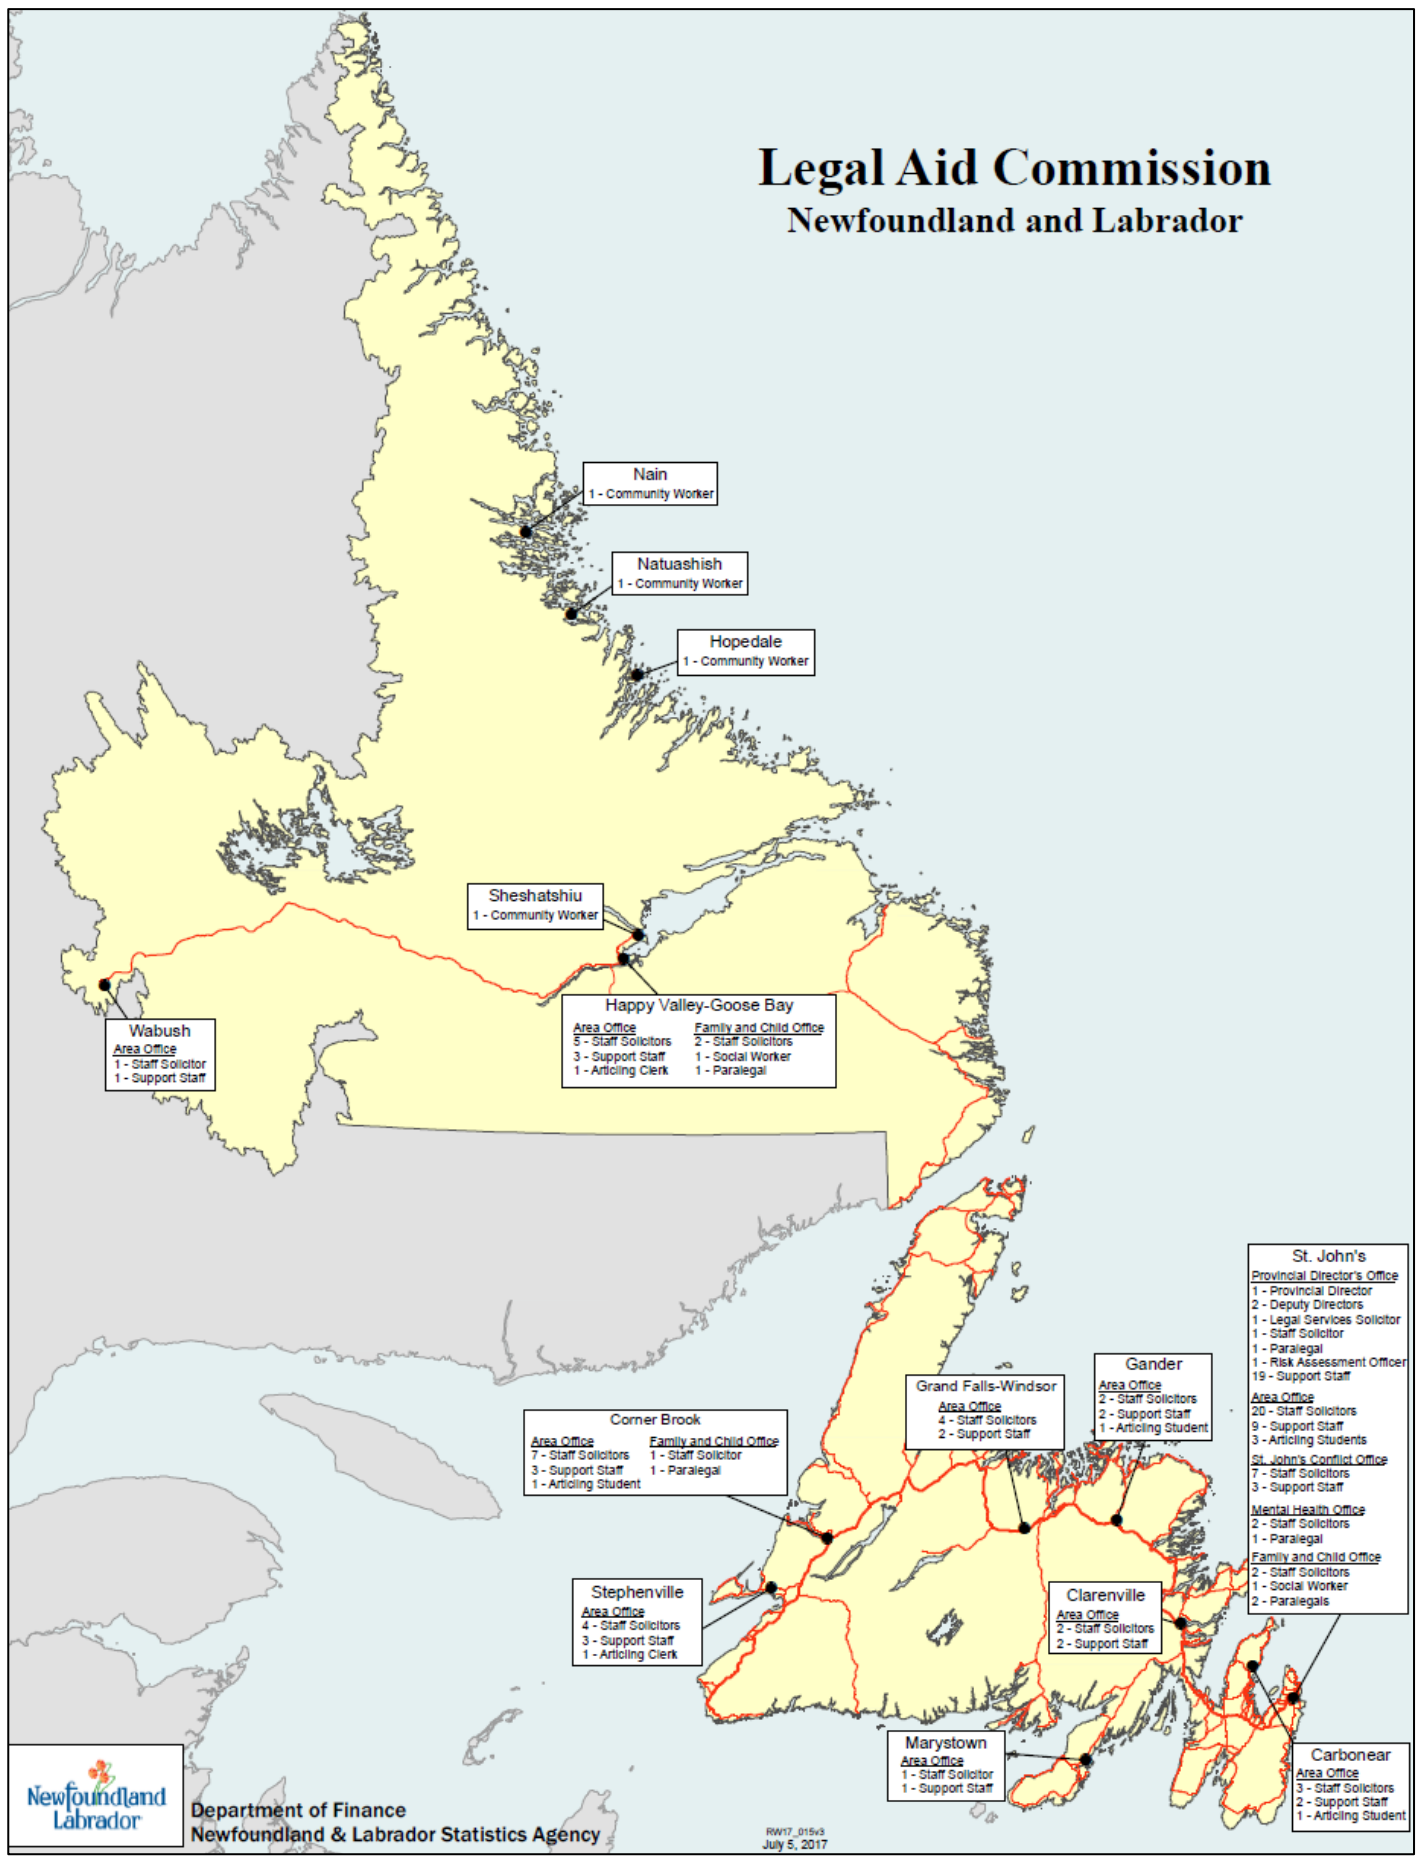 Legal Aid Commission
Newfoundland and Labrador
Nain
1 - Community Worker
Natuashish
1 - Community Worker
Hopedale
1 - Community Worker
Sheshatshiu
1 - Community Worker
Happy Valley-Goose Bay
Area Office
5 - Staff Solicitors
3 - Support Staff
1 - Articling Clerk
Family and Child Office
2 - Staff Solicitors
1 - Social Worker
1 - Paralegal
Wabush
Area Office
1 - Staff Solicitor
1 - Support Staff
St. John's
Provincial Director's Office
1 - Provincial Director
2 - Deputy Directors
1 - Legal Services Solicitor
1 - Staff Solicitor
1 - Paralegal
1 - Risk Assessment Officer
19 - Support Staff
Area Office
20 - Staff Solicitors
9 - Support Staff
3 - Articling Students
St. John's Conflict Office
7 - Staff Solicitors
3 - Support Staff
Mental Health Office
2 - Staff Solicitors
1 - Paralegal
Family and Child Office
2 - Staff Solicitors
1 - Social Worker
2 - Paralegals
Gander
Area Office
2 - Staff Solicitors
2 - Support Staff
1 - Articling Student
Grand Falls-Windsor
Area Office
4 - Staff Solicitors
2 - Support Staff
Corner Brook
Area Office
7 - Staff Solicitors
3 - Support Staff
1 - Articling Student
Family and Child Office
1 - Staff Solicitor
1 - Paralegal
Stephenville
Area Office
4 - Staff Solicitors
3 - Support Staff
1 - Articling Clerk
Clarenville
Area Office
2 - Staff Solicitors
2 - Support Staff
Marystown
Area Office
1 - Staff Solicitor
1 - Support Staff
Carbonear
Area Office
3 - Staff Solicitors
2 - Support Staff
1 - Articling Student
Newfoundland
Labrador
Department of Finance
Newfoundland & Labrador Statistics Agency
RW17_015v3
July 5, 2017